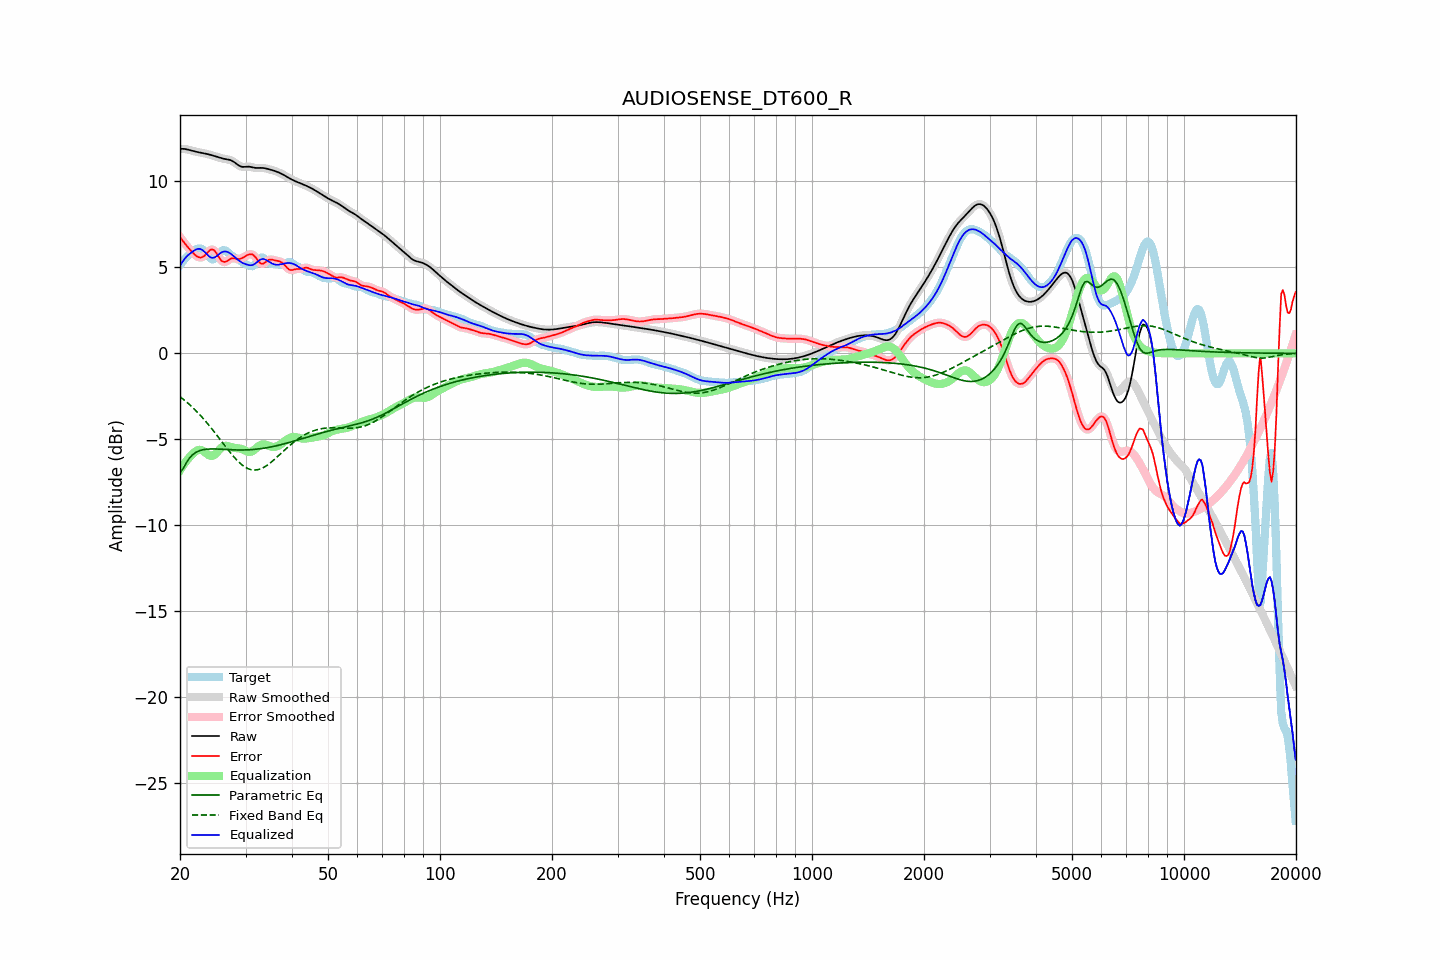 AUDIOSENSE_DT600_R
Amplitude (dBr)
10
5
0
−5
−10
−15
−20
−25
Target
Raw Smoothed
Error Smoothed
Raw
Error
Equalization
Parametric Eq
Fixed Band Eq
Equalized
20
50
100
200
500
1000
2000
5000
10000
20000
Frequency (Hz)